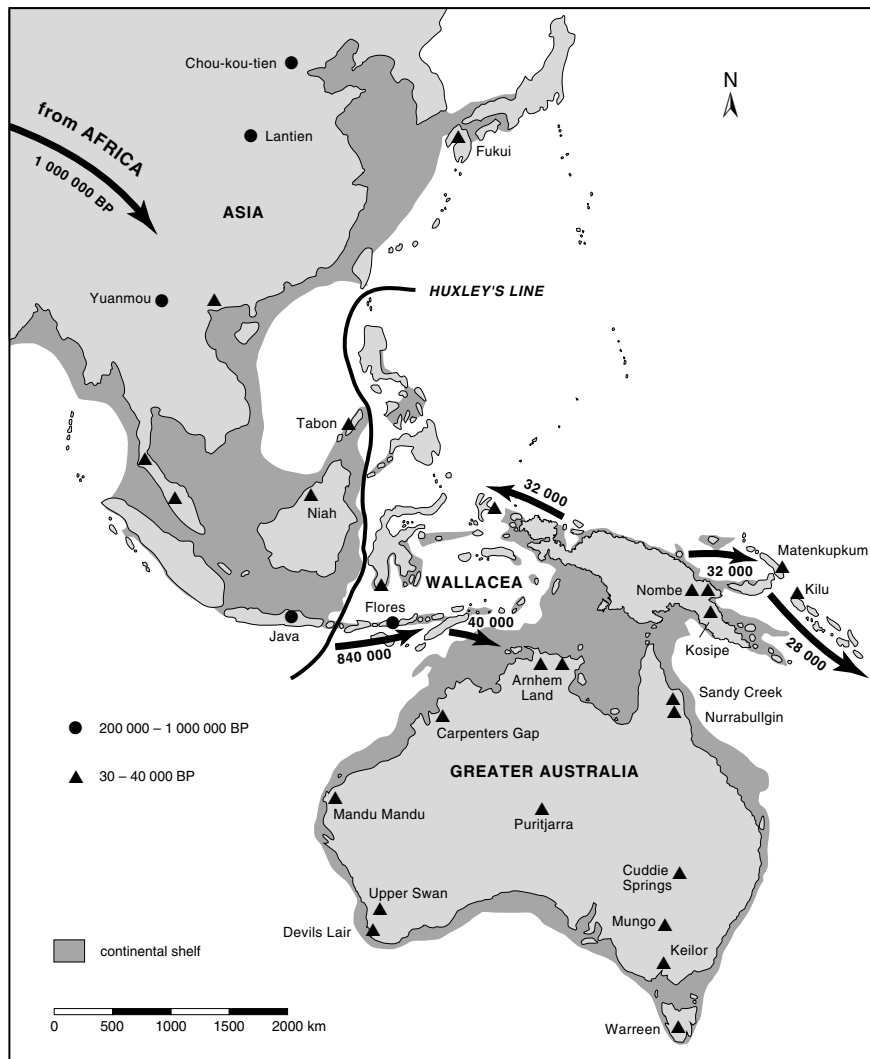 Chou-kou-tien
N
from AFRICA
1 000 000 BP
Lantien
Fukui
ASIA
Yuanmou
HUXLEY'S LINE
Tabon
Niah
32 000
WALLACEA
32 000
Matenkupkum
Kilu
Nombe
Flores
40 000
Java
840 000
Kosipe
28 000
Arnhem
Land
Sandy Creek
Nurrabullgin
200 000 – 1 000 000 BP
Carpenters Gap
30 – 40 000 BP
GREATER AUSTRALIA
Mandu Mandu
Puritjarra
Cuddie
Springs
Upper Swan
Devils Lair
Mungo
continental shelf
Keilor
0 500 1000 1500 2000 km
Warreen